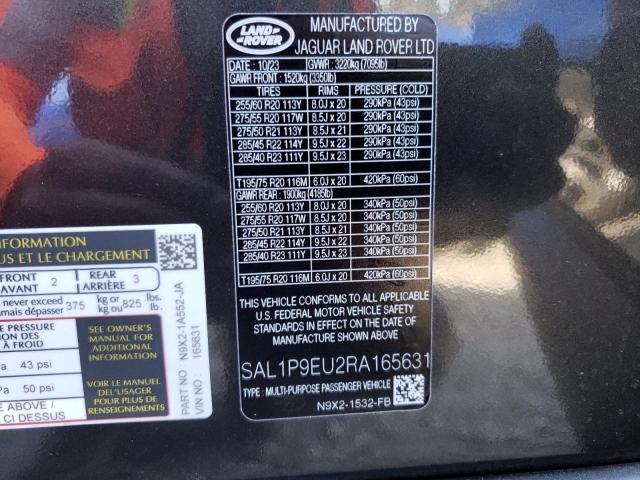 LAND
ROVER
MANUFACTURED BY
JAGUAR LAND ROVER LTD
DATE : 10/23 GVWR : 3220kg (7095lb)
GAWR FRONT : 1520kg (3350lb)
TIRES RIMS PRESSURE (COLD)
255/60 R20 113Y 8.0J x 20 290kPa (43psi)
275/55 R20 117W 8.5J x 20 290kPa (43psi)
275/50 R21 113Y 8.5J x 21 290kPa (43psi)
285/45 R22 114Y 9.5J x 22 290kPa (43psi)
285/40 R23 111Y 9.5J x 23 290kPa (43psi)
T195/75 R20 116M 6.0J x 20 420kPa (60psi)
GAWR REAR : 1900kg (4185lb)
255/60 R20 113Y 8.0J x 20 340kPa (50psi)
275/55 R20 117W 8.5J x 20 340kPa (50psi)
275/50 R21 113Y 8.5J x 21 340kPa (50psi)
285/45 R22 114Y 9.5J x 22 340kPa (50psi)
285/40 R23 111Y 9.5J x 23 340kPa (50psi)
T195/75 R20 116M 6.0J x 20 420kPa (60psi)
THIS VEHICLE CONFORMS TO ALL APPLICABLE
U.S. FEDERAL MOTOR VEHICLE
SAFETY STANDARDS IN EFFECT ON THE DATE OF
MANUFACTURE SHOWN ABOVE.
SAL1P9EU2RA165631
TYPE : MULTI-PURPOSE PASSENGER VEHICLE
N9X2-1532-FB
INFORMATION
US ET LE CHARGEMENT
FRONT 2 REAR 3
AVANT ARRIÈRE
never exceed 375 kg or 825 lbs.
jamais dépasser kg ou lb.
PRESSURE
ON DES
SEE OWNER'S
MANUAL FOR
ADDITIONAL
INFORMATION
a 43 psi
Pa 50 psi
VOIR LE MANUEL
DEL'USAGER
POUR PLUS DE
RENSEIGNEMENTS
E ABOVE /
CI DESSUS
PART NO N9X2-1A552-JA
165631